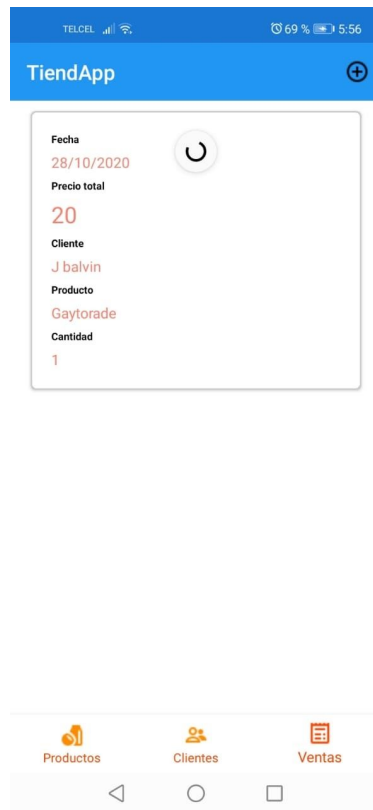 TELCEL 69 % 5:56
TiendApp
Fecha
28/10/2020
Precio total
20
Cliente
J balvin
Producto
Gaytorade
Cantidad
1
Productos Clientes Ventas